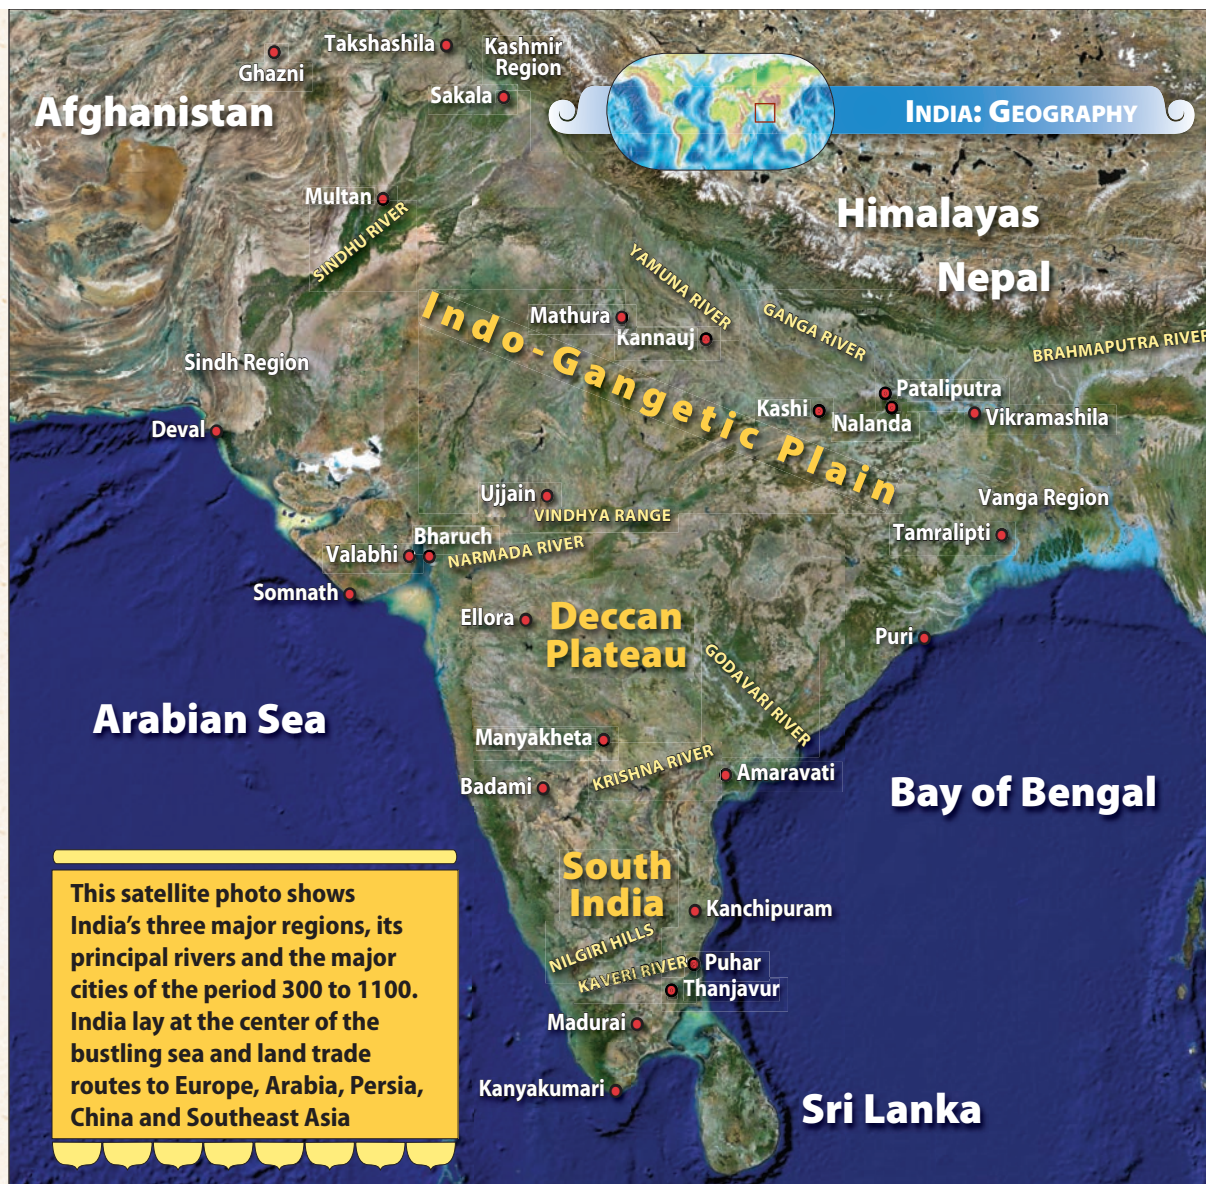 Takshashila
Kashmir
Region
Ghazni
Sakala
Afghanistan
INDIA: GEOGRAPHY
Multan
SINDHU RIVER
Himalayas
Nepal
YAMUNA RIVER
GANGA RIVER
BRAHMAPUTRA RIVER
Indo-Gangetic Plain
Mathura
Kannauj
Sindh Region
Pataliputra
Kashi
Nalanda
Vikramashila
Deval
Ujjain
VINDHYA RANGE
Vanga Region
Bharuch
Tamralipti
Valabhi
NARMADA RIVER
Somnath
Ellora
Deccan
Plateau
Puri
GODAVARI RIVER
Arabian Sea
Manyakheta
KRISHNA RIVER
Amaravati
Badami
Bay of Bengal
South
India
Kanchipuram
NILGIRI HILLS
KAVERI RIVER
Puhar
Thanjavur
Madurai
Kanyakumari
Sri Lanka
This satellite photo shows
India's three major regions, its
principal rivers and the major
cities of the period 300 to 1100.
India lay at the center of the
bustling sea and land trade
routes to Europe, Arabia, Persia,
China and Southeast Asia